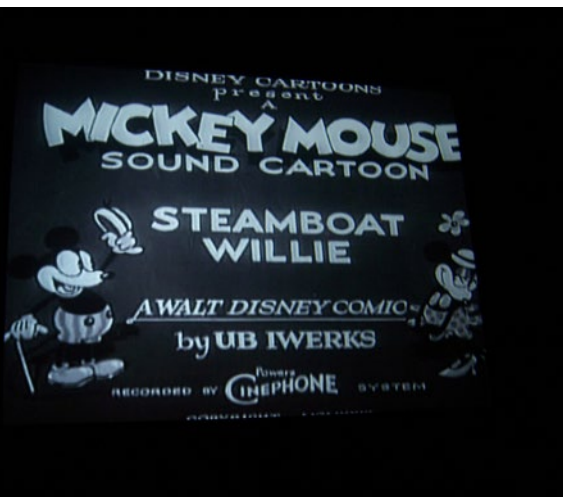 DISNEY CARTOONS
present
A
MICKEY MOUSE
SOUND CARTOON
STEAMBOAT
WILLIE
A WALT DISNEY COMIC
by UB IWERKS
Powers
RECORDED BY CINEPHONE SYSTEM